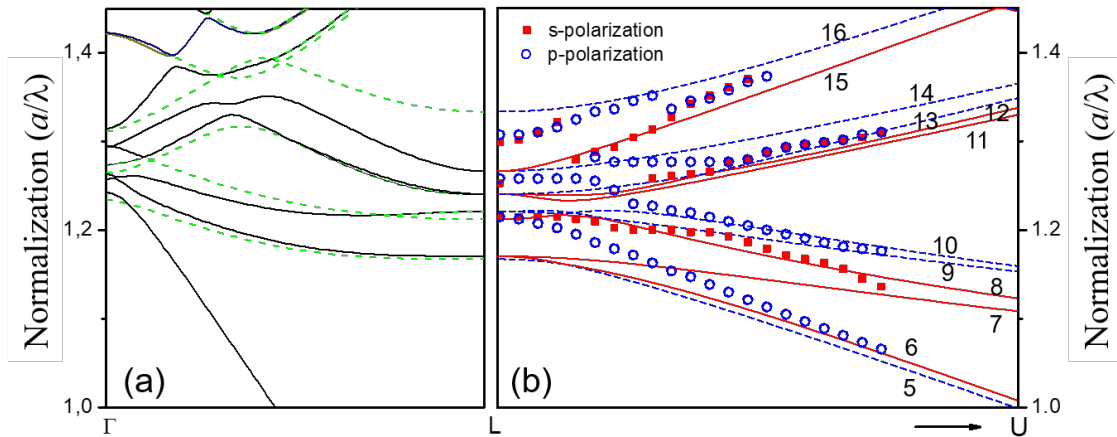 Normalization (a/λ)
1,4
1,2
1,0
(a)
Γ
L
s-polarization
p-polarization
16
15
14
12
13
11
10
9
8
7
6
5
(b)
U
1.4
1.2
1.0
Normalization (a/λ)